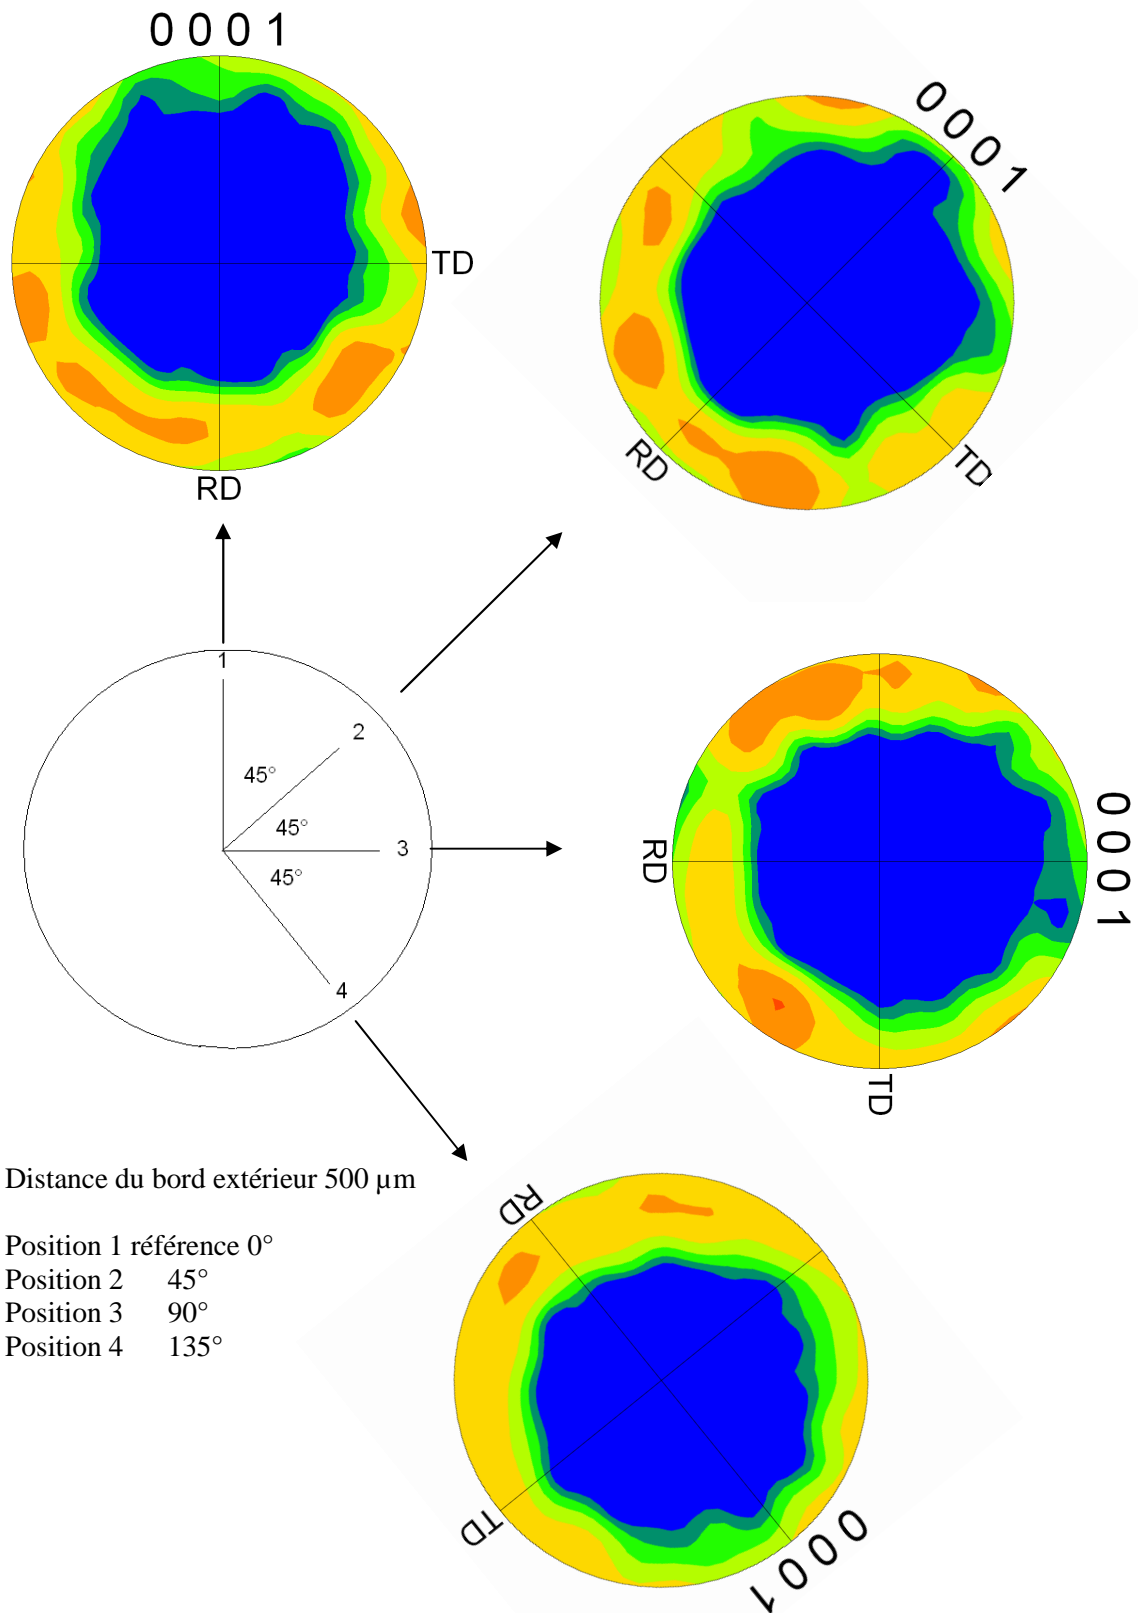 0 0 0 1
TD
RD
0 0 0 1
RD
TD
1
2
45°
45°
3
45°
4
0 0 0 1
RD
TD
Distance du bord extérieur 500 µm
Position 1 référence 0°
Position 2 45°
Position 3 90°
Position 4 135°
RD
TD
0 0 0 1